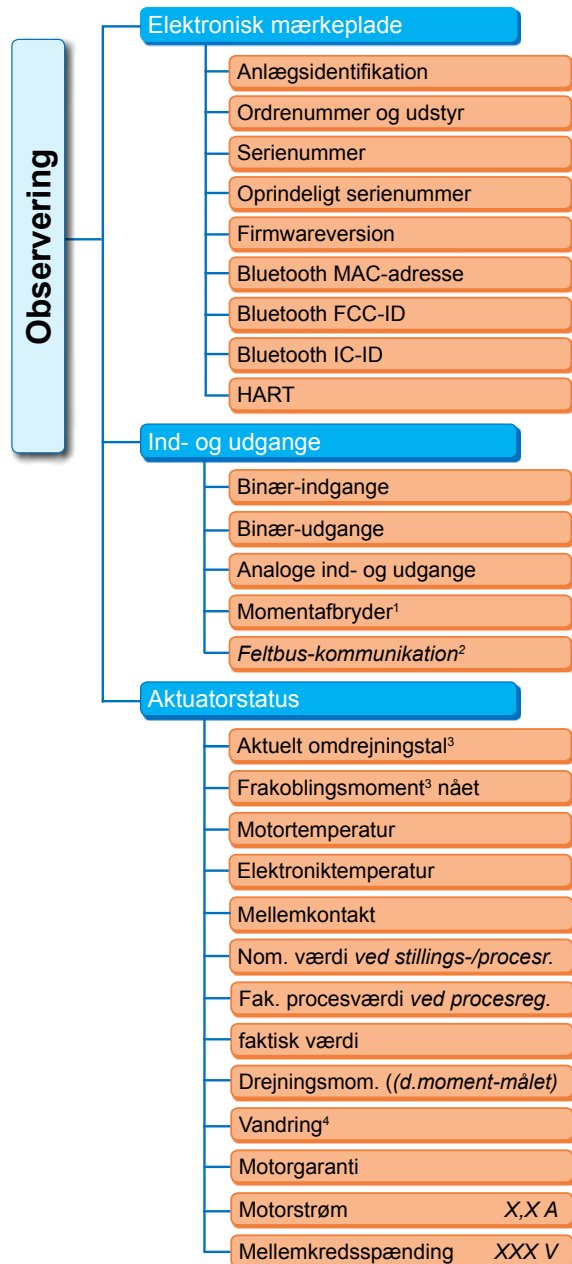 Observering
Elektronisk mærkeplade
Anlægsidentifikation
Ordrenummer og udstyr
Serienummer
Oprindeligt serienummer
Firmwareversion
Bluetooth MAC-adresse
Bluetooth FCC-ID
Bluetooth IC-ID
HART
Ind- og udgange
Binær-indgange
Binær-udgange
Analoge ind- og udgange
Momentafbryder¹
Feltbus-kommunikation²
Aktuatorstatus
Aktuelt omdrejningstal³
Frakoblingsmoment³ nået
Motortemperatur
Elektroniktemperatur
Mellemkontakt
Nom. værdi ved stillings-/procesr.
Fak. procesværdi ved procesreg.
faktisk værdi
Drejningsmom. ((d.moment-målet)
Vandring⁴
Motorgaranti
Motorstrøm X,X A
Mellemkredsspænding XXX V